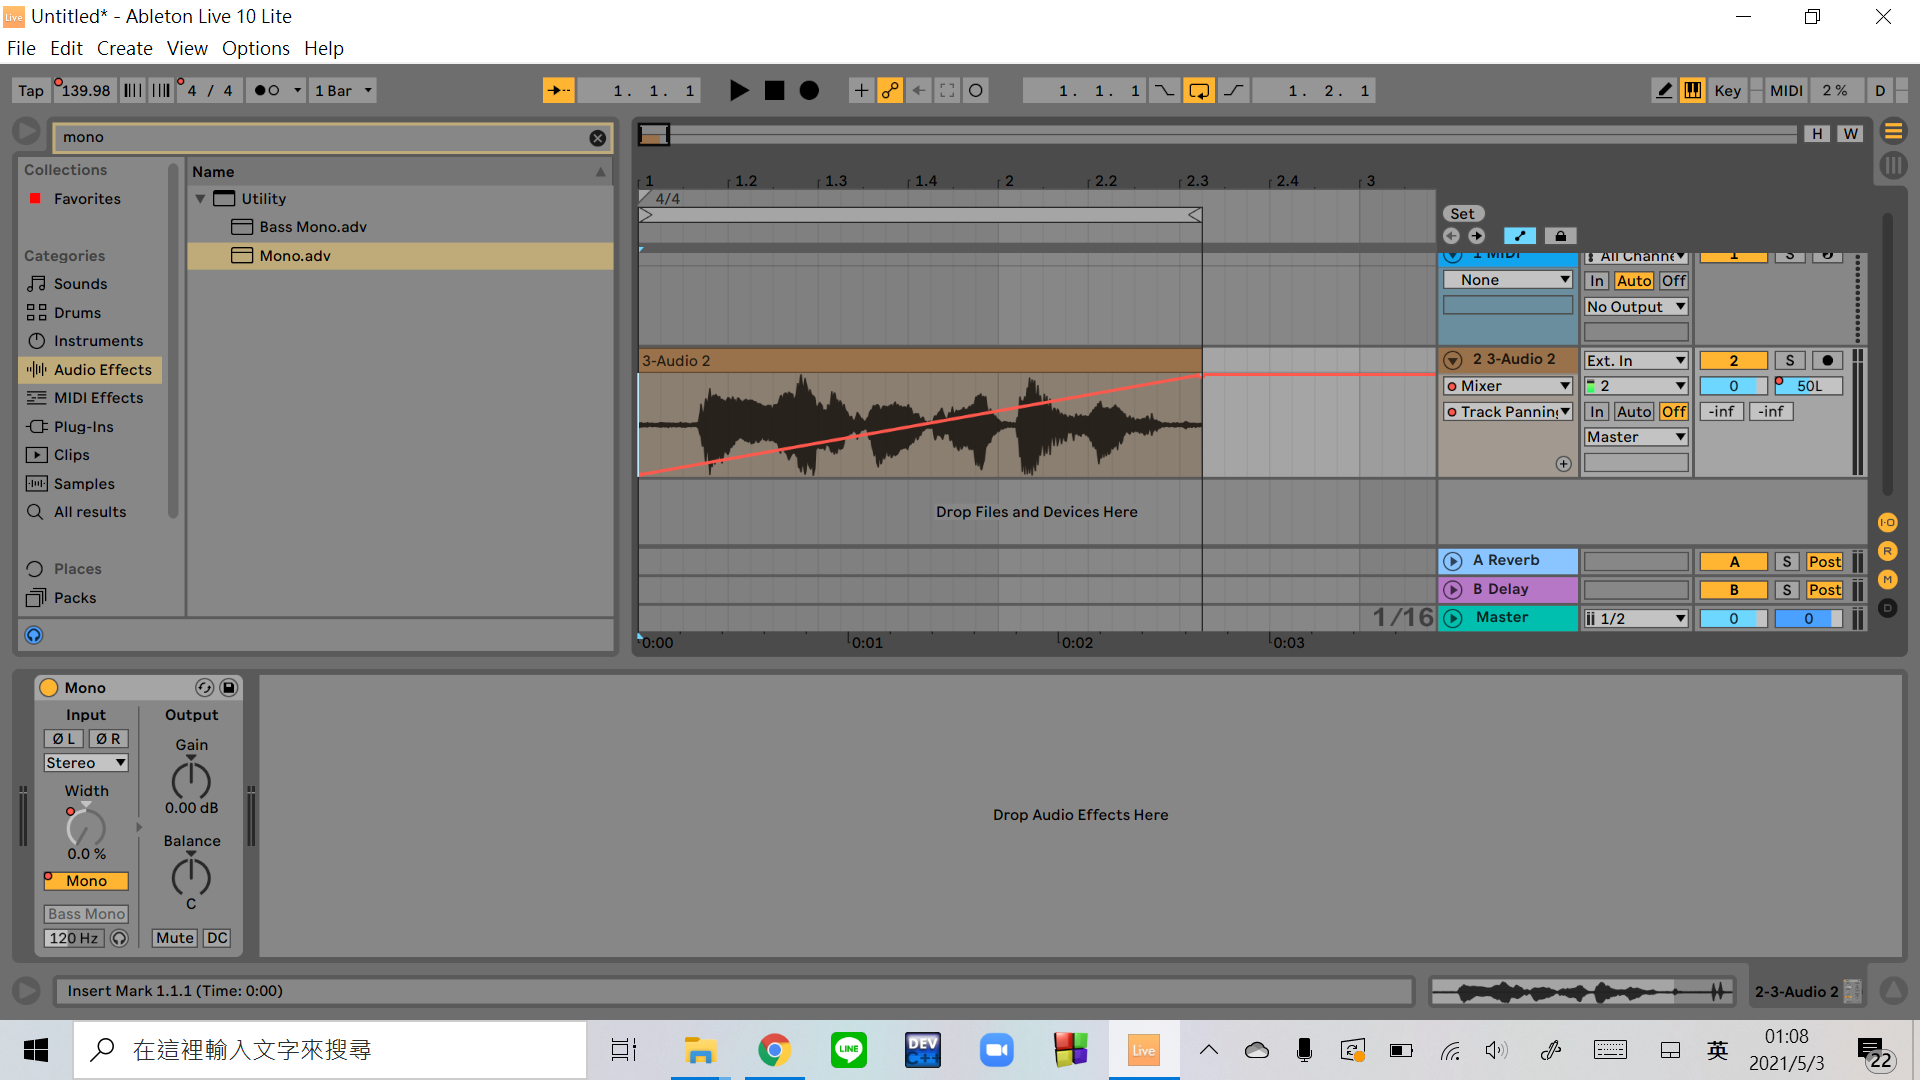 Live Untitled* - Ableton Live 10 Lite
File Edit Create View Options Help
Tap 139.98 4 / 4 1 Bar 1. 1. 1 1. 1. 1 1. 2. 1 Key MIDI 2 % D
mono
H W
Collections
Favorites
Categories
Sounds
Drums
Instruments
Audio Effects
MIDI Effects
Plug-Ins
Clips
Samples
All results
Places
Packs
Name
Utility
Bass Mono.adv
Mono.adv
1 1.2 1.3 1.4 2 2.2 2.3 2.4 3
4/4
Set
1 MIDI All Channe 1 S
None In Auto Off
No Output
3-Audio 2
2 3-Audio 2 Ext. In 2 S
Mixer 2 0 50L
Track Panning In Auto Off -inf -inf
Master
Drop Files and Devices Here
I·O
R
M
D
A Reverb A S Post
B Delay B S Post
1/16 Master 1/2 0 0
0:00 0:01 0:02 0:03
Mono
Input Output
Ø L Ø R
Gain
Stereo
Width
0.00 dB
Balance
0.0 %
Mono
C
Bass Mono
120 Hz Mute DC
Drop Audio Effects Here
Insert Mark 1.1.1 (Time: 0:00)
2-3-Audio 2
在這裡輸入文字來搜尋
LINE
DEV
C++
Live
英
01:08
2021/5/3
22